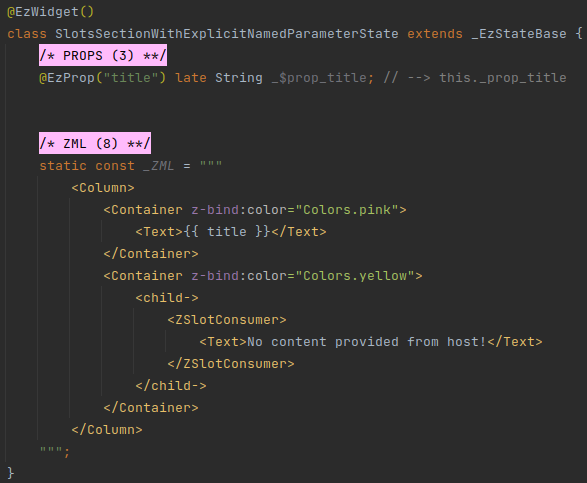 @EzWidget()
class SlotsSectionWithExplicitNamedParameterState extends _EzStateBase {
    /* PROPS (3) **/
    @EzProp("title") late String _$prop_title; // --> this._prop_title
    /* ZML (8) **/
    static const _ZML = """
        <Column>
            <Container z-bind:color="Colors.pink">
                <Text>{{ title }}</Text>
            </Container>
            <Container z-bind:color="Colors.yellow">
                <child->
                    <ZSlotConsumer>
                        <Text>No content provided from host!</Text>
                    </ZSlotConsumer>
                </child->
            </Container>
        </Column>
    """;
}